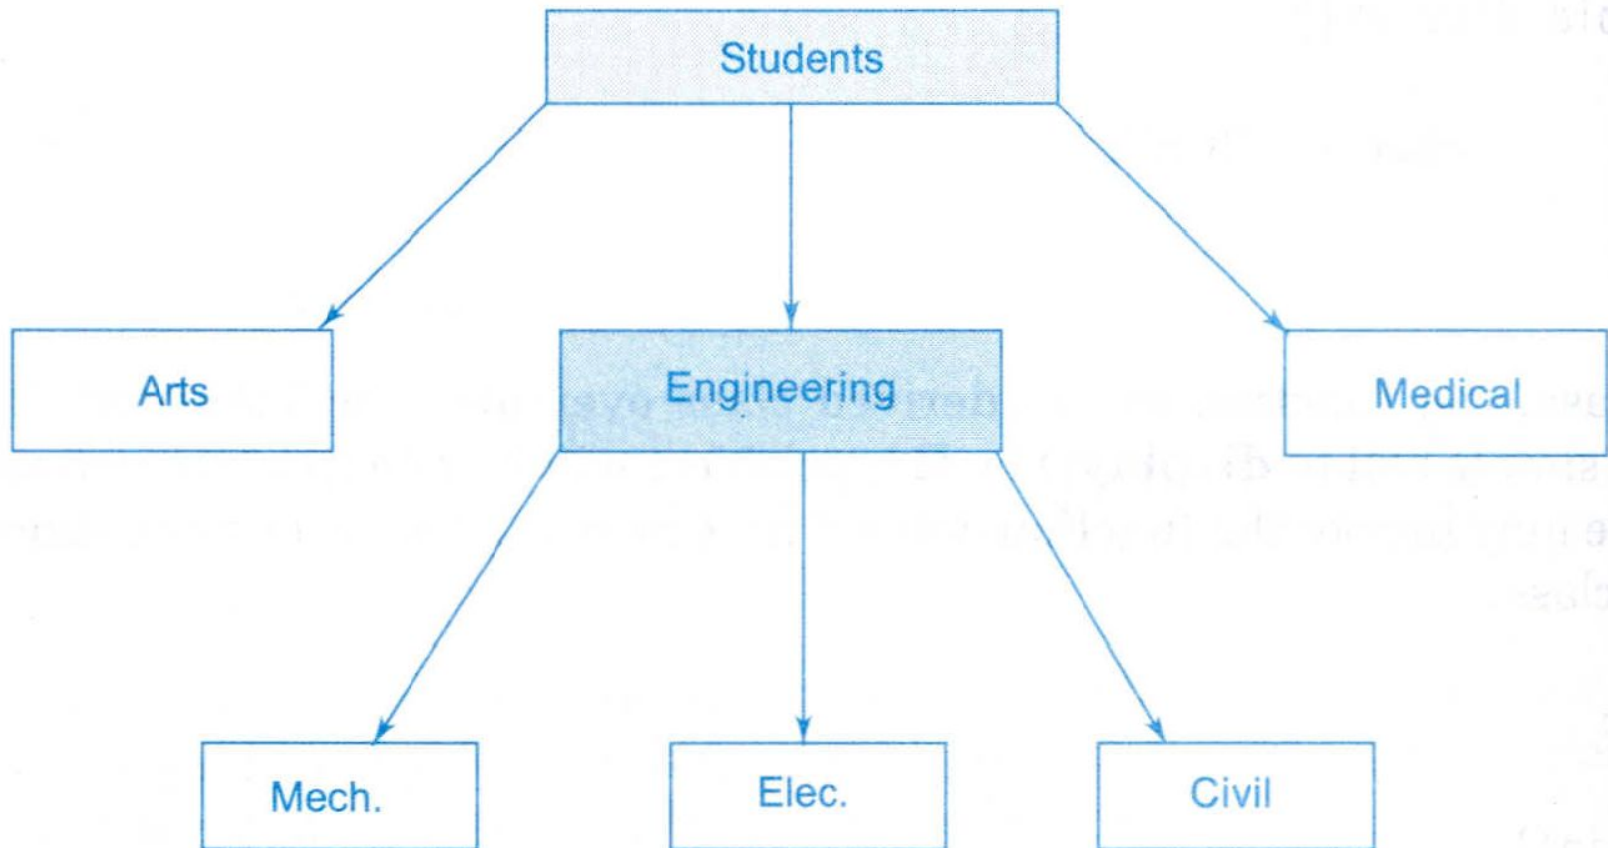 Students
Arts
Engineering
Medical
Mech.
Elec.
Civil